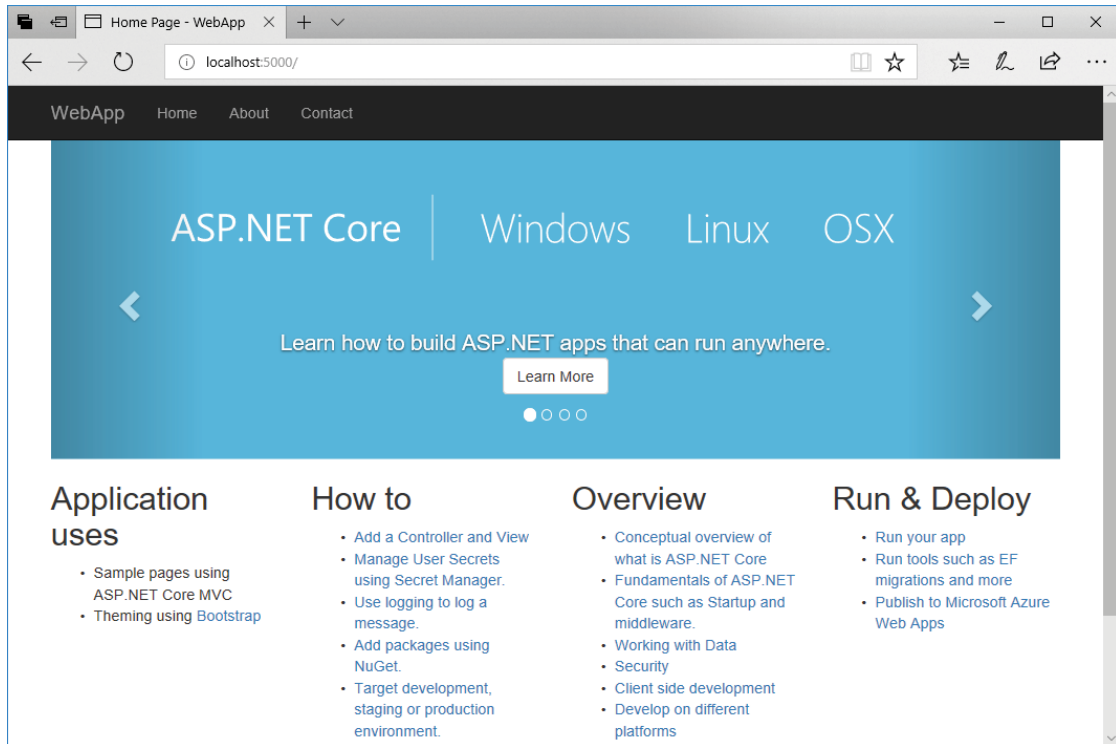 Home Page - WebApp
localhost:5000/
WebApp Home About Contact
ASP.NET Core Windows Linux OSX
Learn how to build ASP.NET apps that can run anywhere.
Learn More
Application
uses
• Sample pages using
ASP.NET Core MVC
• Theming using Bootstrap
How to
• Add a Controller and View
• Manage User Secrets
using Secret Manager.
• Use logging to log a
message.
• Add packages using
NuGet.
• Target development,
staging or production
environment.
Overview
• Conceptual overview of
what is ASP.NET Core
• Fundamentals of ASP.NET
Core such as Startup and
middleware.
• Working with Data
• Security
• Client side development
• Develop on different
platforms
Run & Deploy
• Run your app
• Run tools such as EF
migrations and more
• Publish to Microsoft Azure
Web Apps